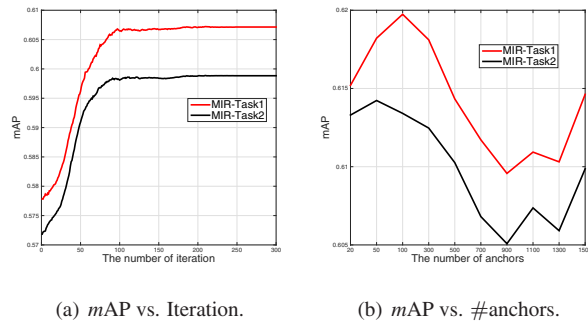 0.61
0.605
0.6
0.595
0.59
0.585
0.58
0.575
0.57
mAP
0 50 100 150 200 250 300
The number of iteration
MIR-Task1
MIR-Task2
(a) mAP vs. Iteration.
0.62
0.615
0.61
0.605
mAP
20 50 100 300 500 700 900 1100 1300 1500
The number of anchors
MIR-Task1
MIR-Task2
(b) mAP vs. #anchors.